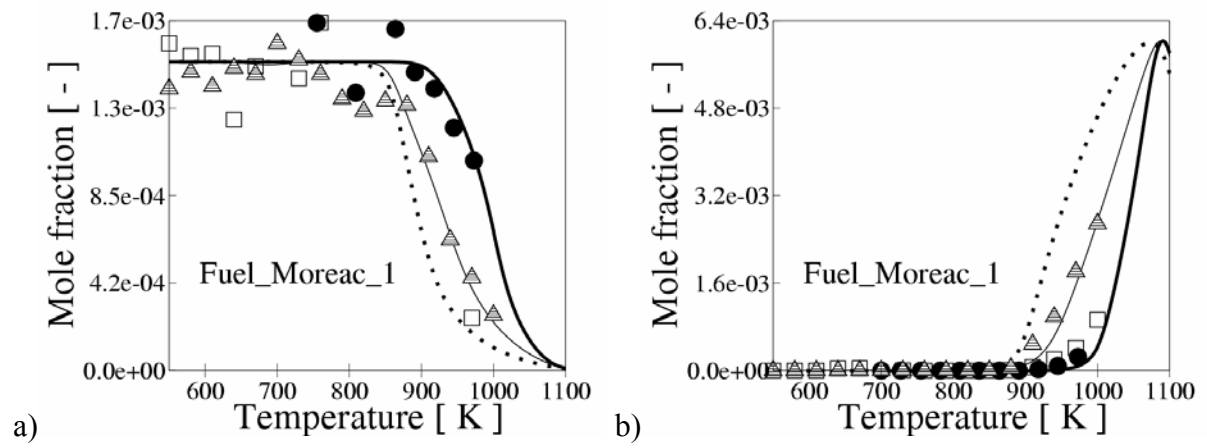 1.7e-03
1.3e-03
8.5e-04
4.2e-04
0.0e+00
Mole fraction [ - ]
Fuel_Moreac_1
600 700 800 900 1000 1100
Temperature [ K ]
a)
6.4e-03
4.8e-03
3.2e-03
1.6e-03
0.0e+00
Mole fraction [ - ]
Fuel_Moreac_1
600 700 800 900 1000 1100
Temperature [ K ]
b)